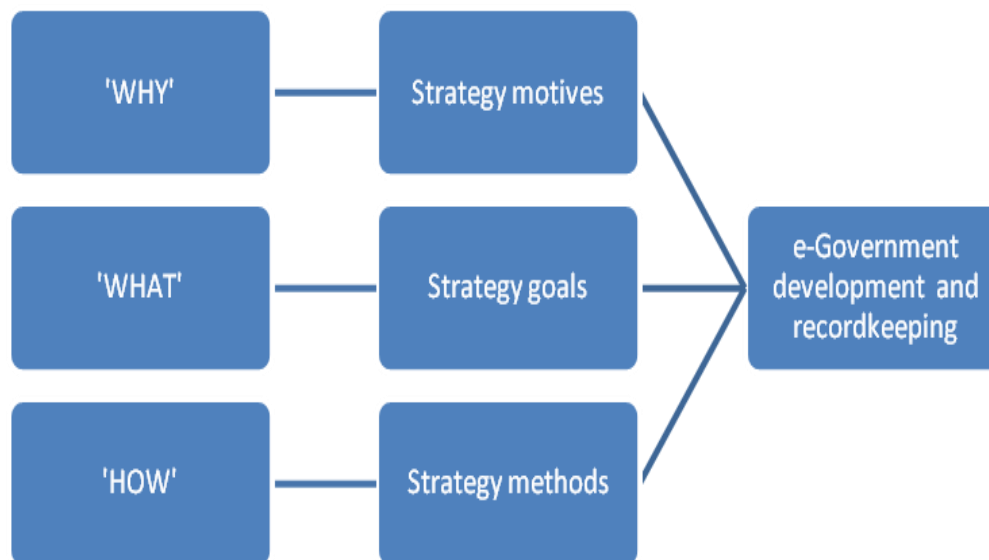 'WHY'
Strategy motives
'WHAT'
Strategy goals
e-Government
development and
recordkeeping
'HOW'
Strategy methods